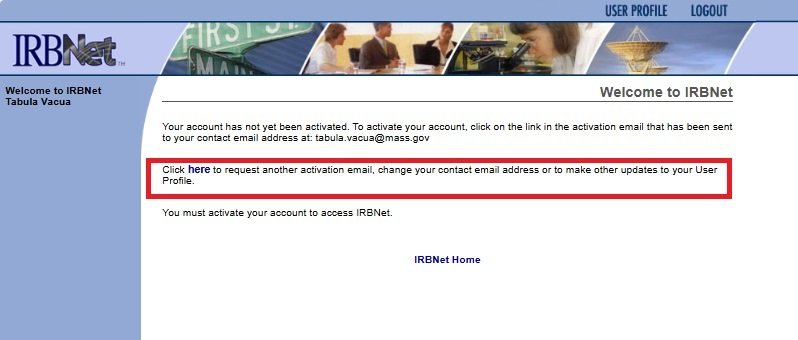 USER PROFILE LOGOUT
FIRST ST
MAIN
IRBNet™
Welcome to IRBNet
Tabula Vacua
Welcome to IRBNet
Your account has not yet been activated. To activate your account, click on the link in the activation email that has been sent
to your contact email address at: tabula.vacua@mass.gov
Click here to request another activation email, change your contact email address or to make other updates to your User
Profile.
You must activate your account to access IRBNet.
IRBNet Home